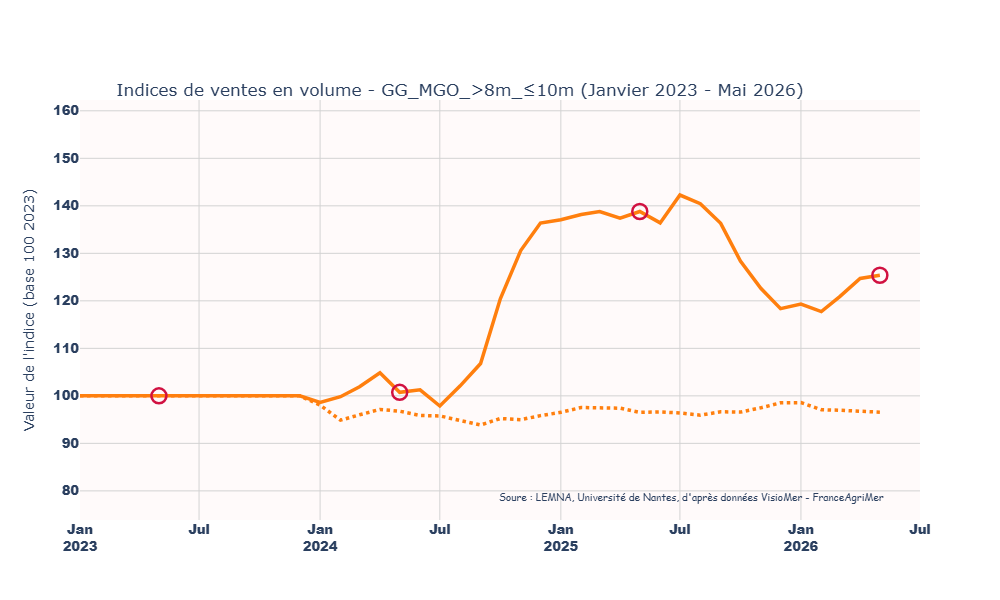 Indices de ventes en volume - GG_MGO_>8m_≤10m (Janvier 2023 - Mai 2026)
Valeur de l'indice (base 100 2023)
160
150
140
130
120
110
100
90
80
Soure : LEMNA, Université de Nantes, d'après données VisioMer - FranceAgriMer
Jan Jul Jan Jul Jan Jul Jan Jul
2023 2024 2025 2026